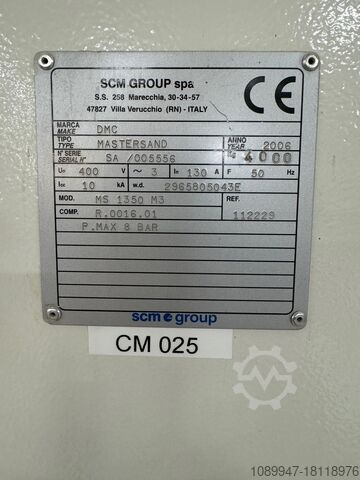 SCM GROUP spa
S.S. 258 Marecchia, 30-34-57
47827 Villa Verucchio (RN) - ITALY
CE
MARCA MAKE DMC
TIPO TYPE MASTERSAND ANNO YEAR 2006
N° SERIE SERIAL N° SA /005556 Kg 4000
Un 400 V ~ 3 In 130 A F 50 Hz
Icc 10 kA w.d. 2965805043E
MOD. MS 1350 M3 REF.
COMP. R.0016.01 112229
P.MAX 8 BAR
scm group
CM 025
1089947-18118976